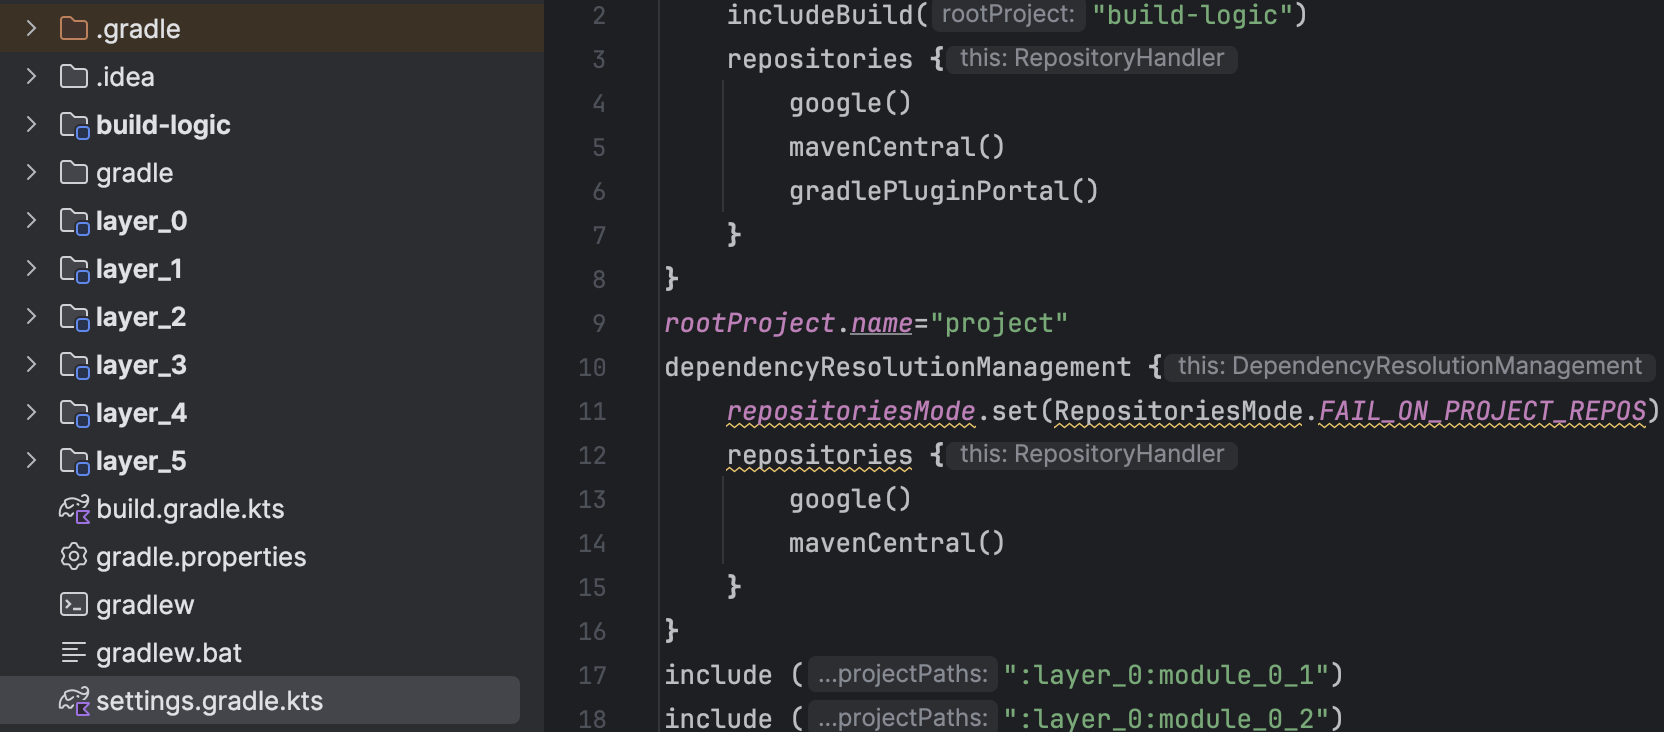 .gradle
.idea
build-logic
gradle
layer_0
layer_1
layer_2
layer_3
layer_4
layer_5
build.gradle.kts
gradle.properties
gradlew
gradlew.bat
settings.gradle.kts
2 includeBuild( rootProject: "build-logic")
3 repositories { this: RepositoryHandler
4 google()
5 mavenCentral()
6 gradlePluginPortal()
7 }
8 }
9 rootProject.name="project"
10 dependencyResolutionManagement { this: DependencyResolutionManagement
11 repositoriesMode.set(RepositoriesMode.FAIL_ON_PROJECT_REPOS)
12 repositories { this: RepositoryHandler
13 google()
14 mavenCentral()
15 }
16 }
17 include ( ...projectPaths: ":layer_0:module_0_1")
18 include ( ...projectPaths: ":layer_0:module_0_2")